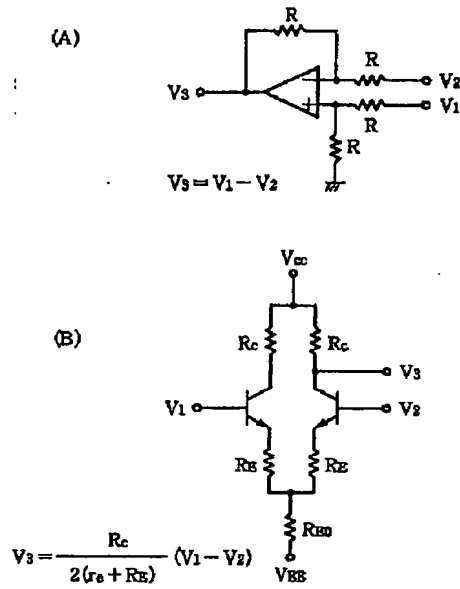 (A)
R
V3
V2
R
V1
R
R
V3=V1-V2
Vcc
(B)
Rc
Rc
V3
V1
V2
RE
RE
REQ
V3= Rc / 2(re+RE) (V1-V2)
VEE